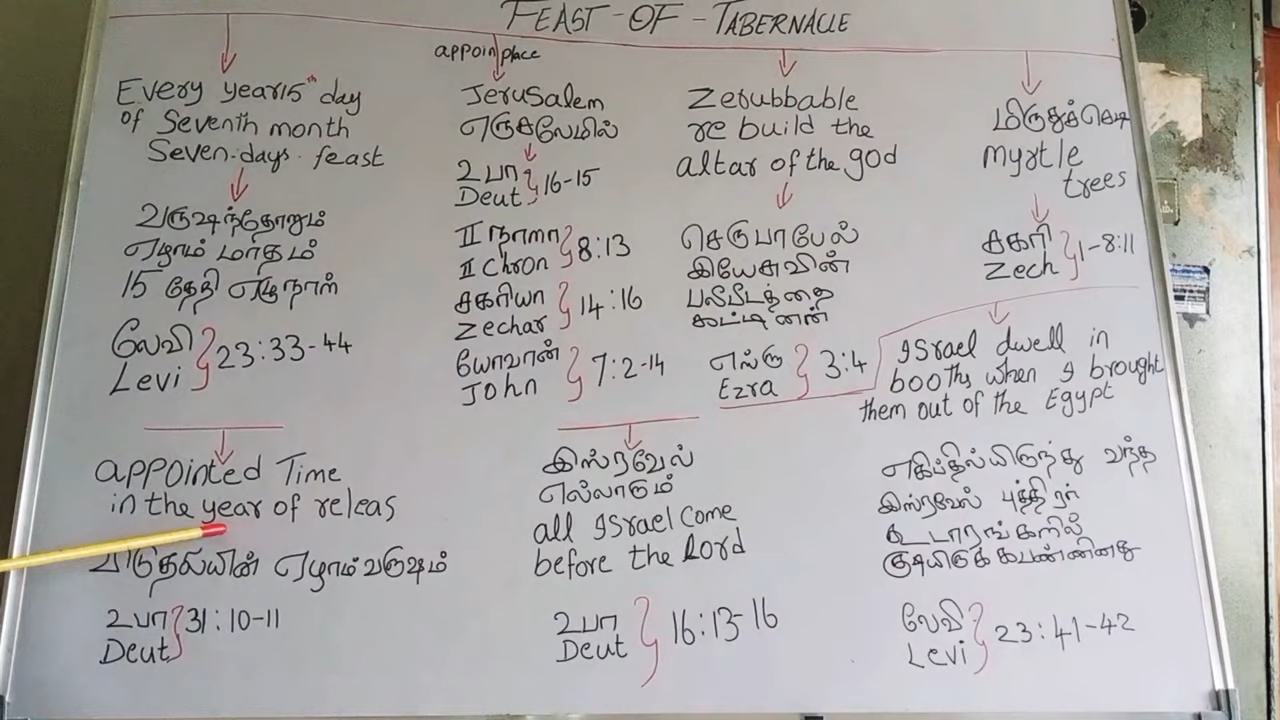 FEAST-OF-TABERNACLE
Every year 15th day
of Seventh month
Seven-days. feast
வருஷந்தோறும்
ஏழாம் மாதம்
15 தேதி ஏழுநாள்
லேவி
Levi } 23:33-44
appoin place
Jerusalem
எருசலேமில்
உபா
Deut } 16-15
II நாளா
II Chron } 8:13
சகரியா
Zechar } 14:16
யோவான்
John } 7:2-14
Zerubbable
re build the
altar of the god
செருபாபேல்
இயேசுவின்
பலிபீடத்தை
கட்டினன்
எஸ்ரு
Ezra } 3:4
மிருதுச்செடி
myrtle
trees
சகரி
Zech } 1-8:11
appointed Time
in the year of releas
விடுதலையின் ஏழாம் வருஷம்
உபா
Deut } 31:10-11
இஸ்ரவேல்
எல்லாரும்
all Israel come
before the Lord
உபா
Deut } 16:13-16
Israel dwell in
booths when I brought
them out of the Egypt
எகிப்தில்யிருந்து வந்த
இஸ்ரவேல் புத்திரர்
கூடாரங்களில்
குடியிருக்கபண்ணினது
லேவி
Levi } 23:41-42